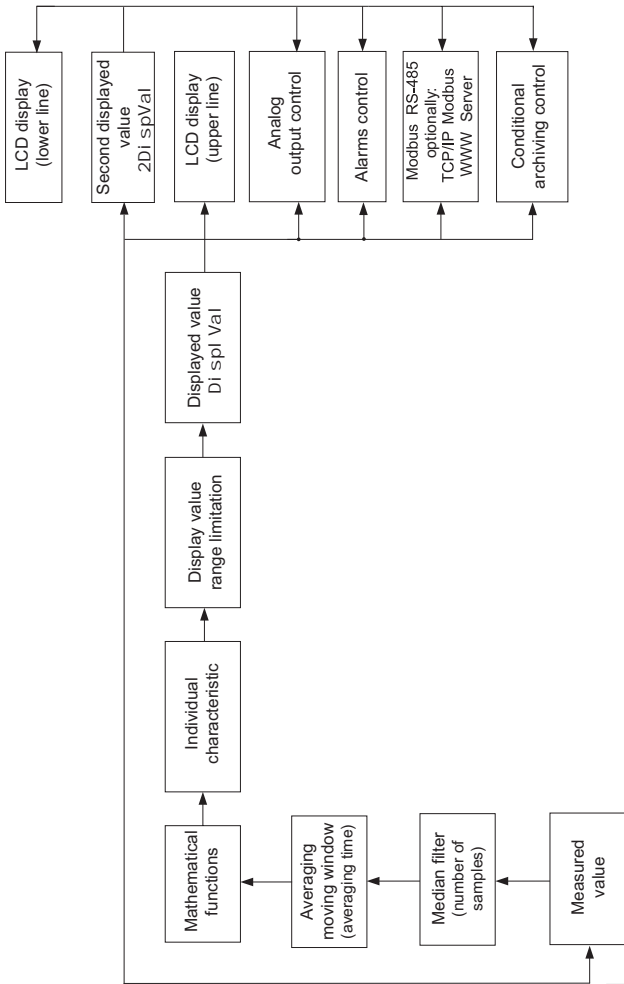 LCD display
(lower line)
Second displayed
value
2Di spVal
LCD display
(upper line)
Analog
output control
Alarms control
Modbus RS-485
optionally:
TCP/IP Modbus
WWW Server
Conditional
archiving control
Displayed value
Di spl Val
Display value
range limitation
Individual
characteristic
Mathematical
functions
Averaging
moving window
(averaging time)
Median filter
(number of
samples)
Measured
value